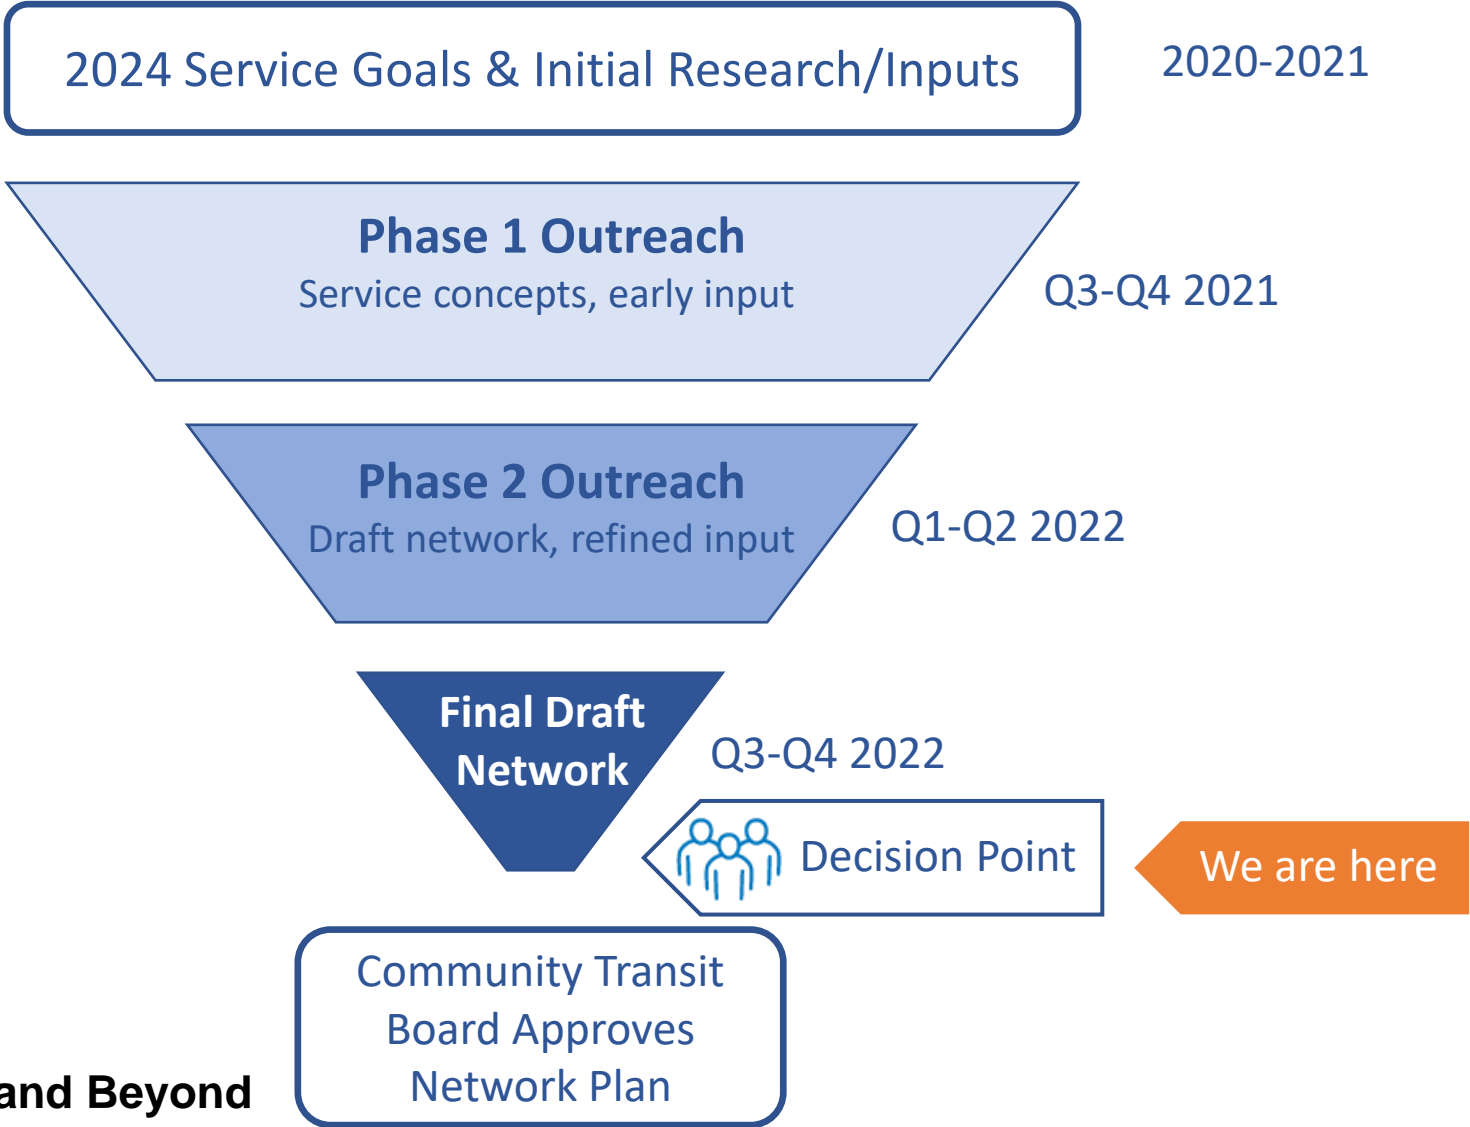 2024 Service Goals & Initial Research/Inputs
2020-2021
Phase 1 Outreach
Service concepts, early input
Q3-Q4 2021
Phase 2 Outreach
Draft network, refined input
Q1-Q2 2022
Final Draft
Network
Q3-Q4 2022
Decision Point
We are here
Community Transit
Board Approves
Network Plan
and Beyond